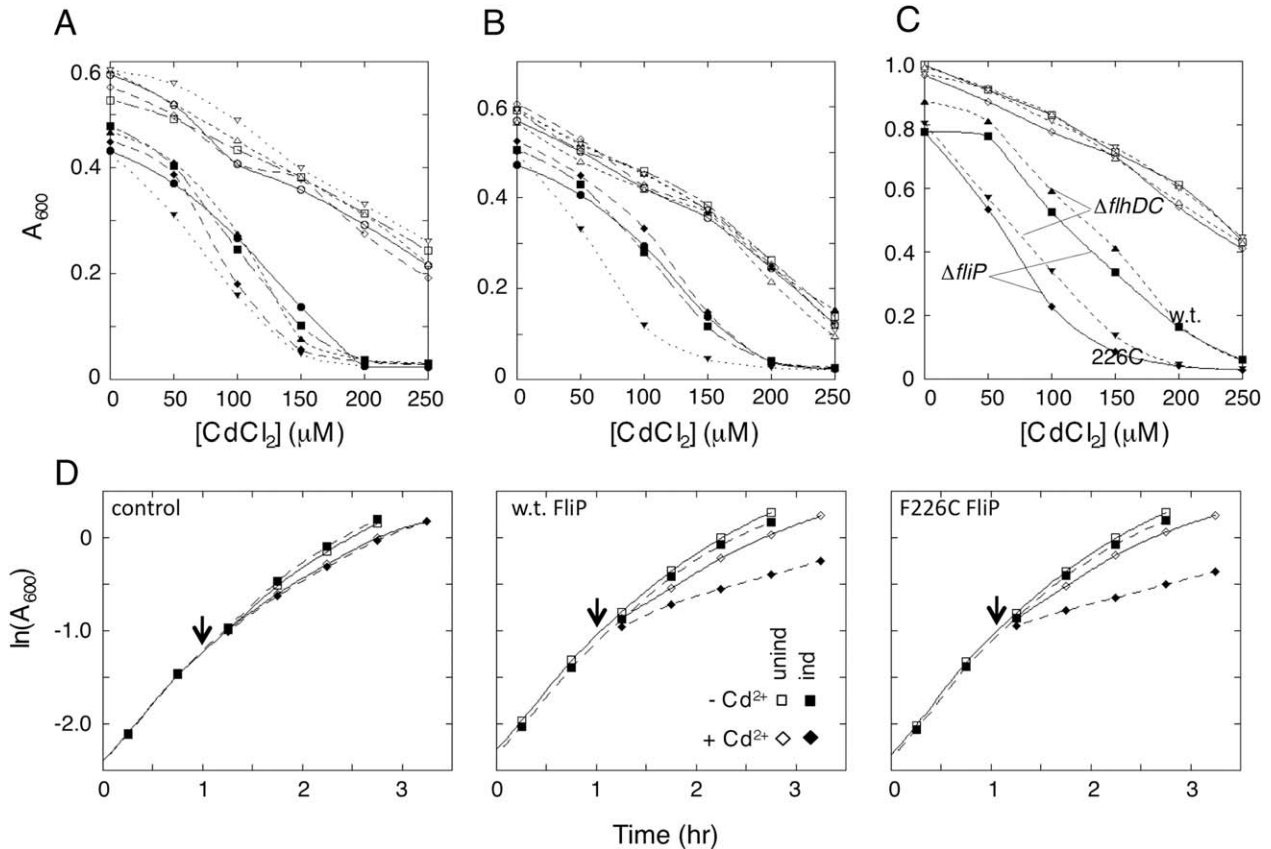 A
B
C
A600
0.6
0.4
0.2
0
0 50 100 150 200 250
[CdCl2] (μM)
0.6
0.4
0.2
0
0 50 100 150 200 250
[CdCl2] (μM)
1.0
0.8
0.6
0.4
0.2
0
ΔflhDC
ΔfliP
w.t.
226C
0 50 100 150 200 250
[CdCl2] (μM)
D
ln(A600)
control
0
-1.0
-2.0
0 1 2 3
w.t. FliP
unind
ind
- Cd2+
+ Cd2+
0 1 2 3
F226C FliP
0 1 2 3
Time (hr)